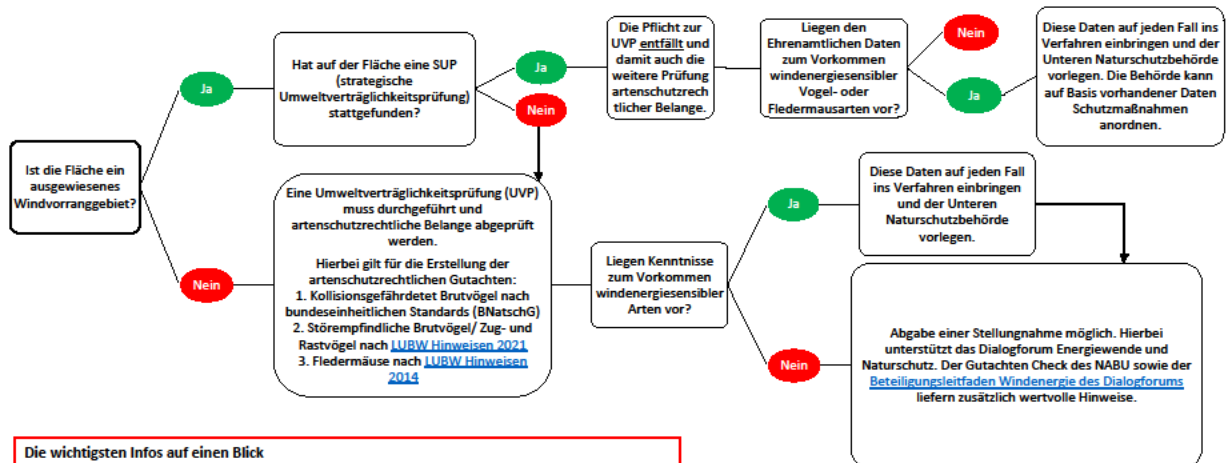 Ist die Fläche ein
ausgewiesenes
Windvorranggebiet?
Ja
Hat auf der Fläche eine SUP
(strategische
Umweltverträglichkeitsprüfung)
stattgefunden?
Ja
Nein
Die Pflicht zur
UVP entfällt und
damit auch die
weitere Prüfung
artenschutzrech
tlicher Belange.
Liegen den
Ehrenamtlichen Daten
zum Vorkommen
windenergiesensibler
Vogel- oder
Fledermausarten vor?
Nein
Ja
Diese Daten auf jeden Fall ins
Verfahren einbringen und der
Unteren Naturschutzbehörde
vorlegen. Die Behörde kann
auf Basis vorhandener Daten
Schutzmaßnahmen
anordnen.
Nein
Eine Umweltverträglichkeitsprüfung (UVP)
muss durchgeführt und
artenschutzrechtliche Belange abgeprüft
werden.
Hierbei gilt für die Erstellung der
artenschutzrechtlichen Gutachten:
1. Kollisionsgefährdetet Brutvögel nach
bundeseinheitlichen Standards (BNatschG)
2. Störempfindliche Brutvögel/ Zug- und
Rastvögel nach LUBW Hinweisen 2021
3. Fledermäuse nach LUBW Hinweisen
2014
Liegen Kenntnisse
zum Vorkommen
windenergiesensibler
Arten vor?
Ja
Diese Daten auf jeden Fall
ins Verfahren einbringen
und der Unteren
Naturschutzbehörde
vorlegen.
Nein
Abgabe einer Stellungnahme möglich. Hierbei
unterstützt das Dialogforum Energiewende und
Naturschutz. Der Gutachten Check des NABU sowie der
Beteiligungsleitfaden Windenergie des Dialogforums
liefern zusätzlich wertvolle Hinweise.
Die wichtigsten Infos auf einen Blick